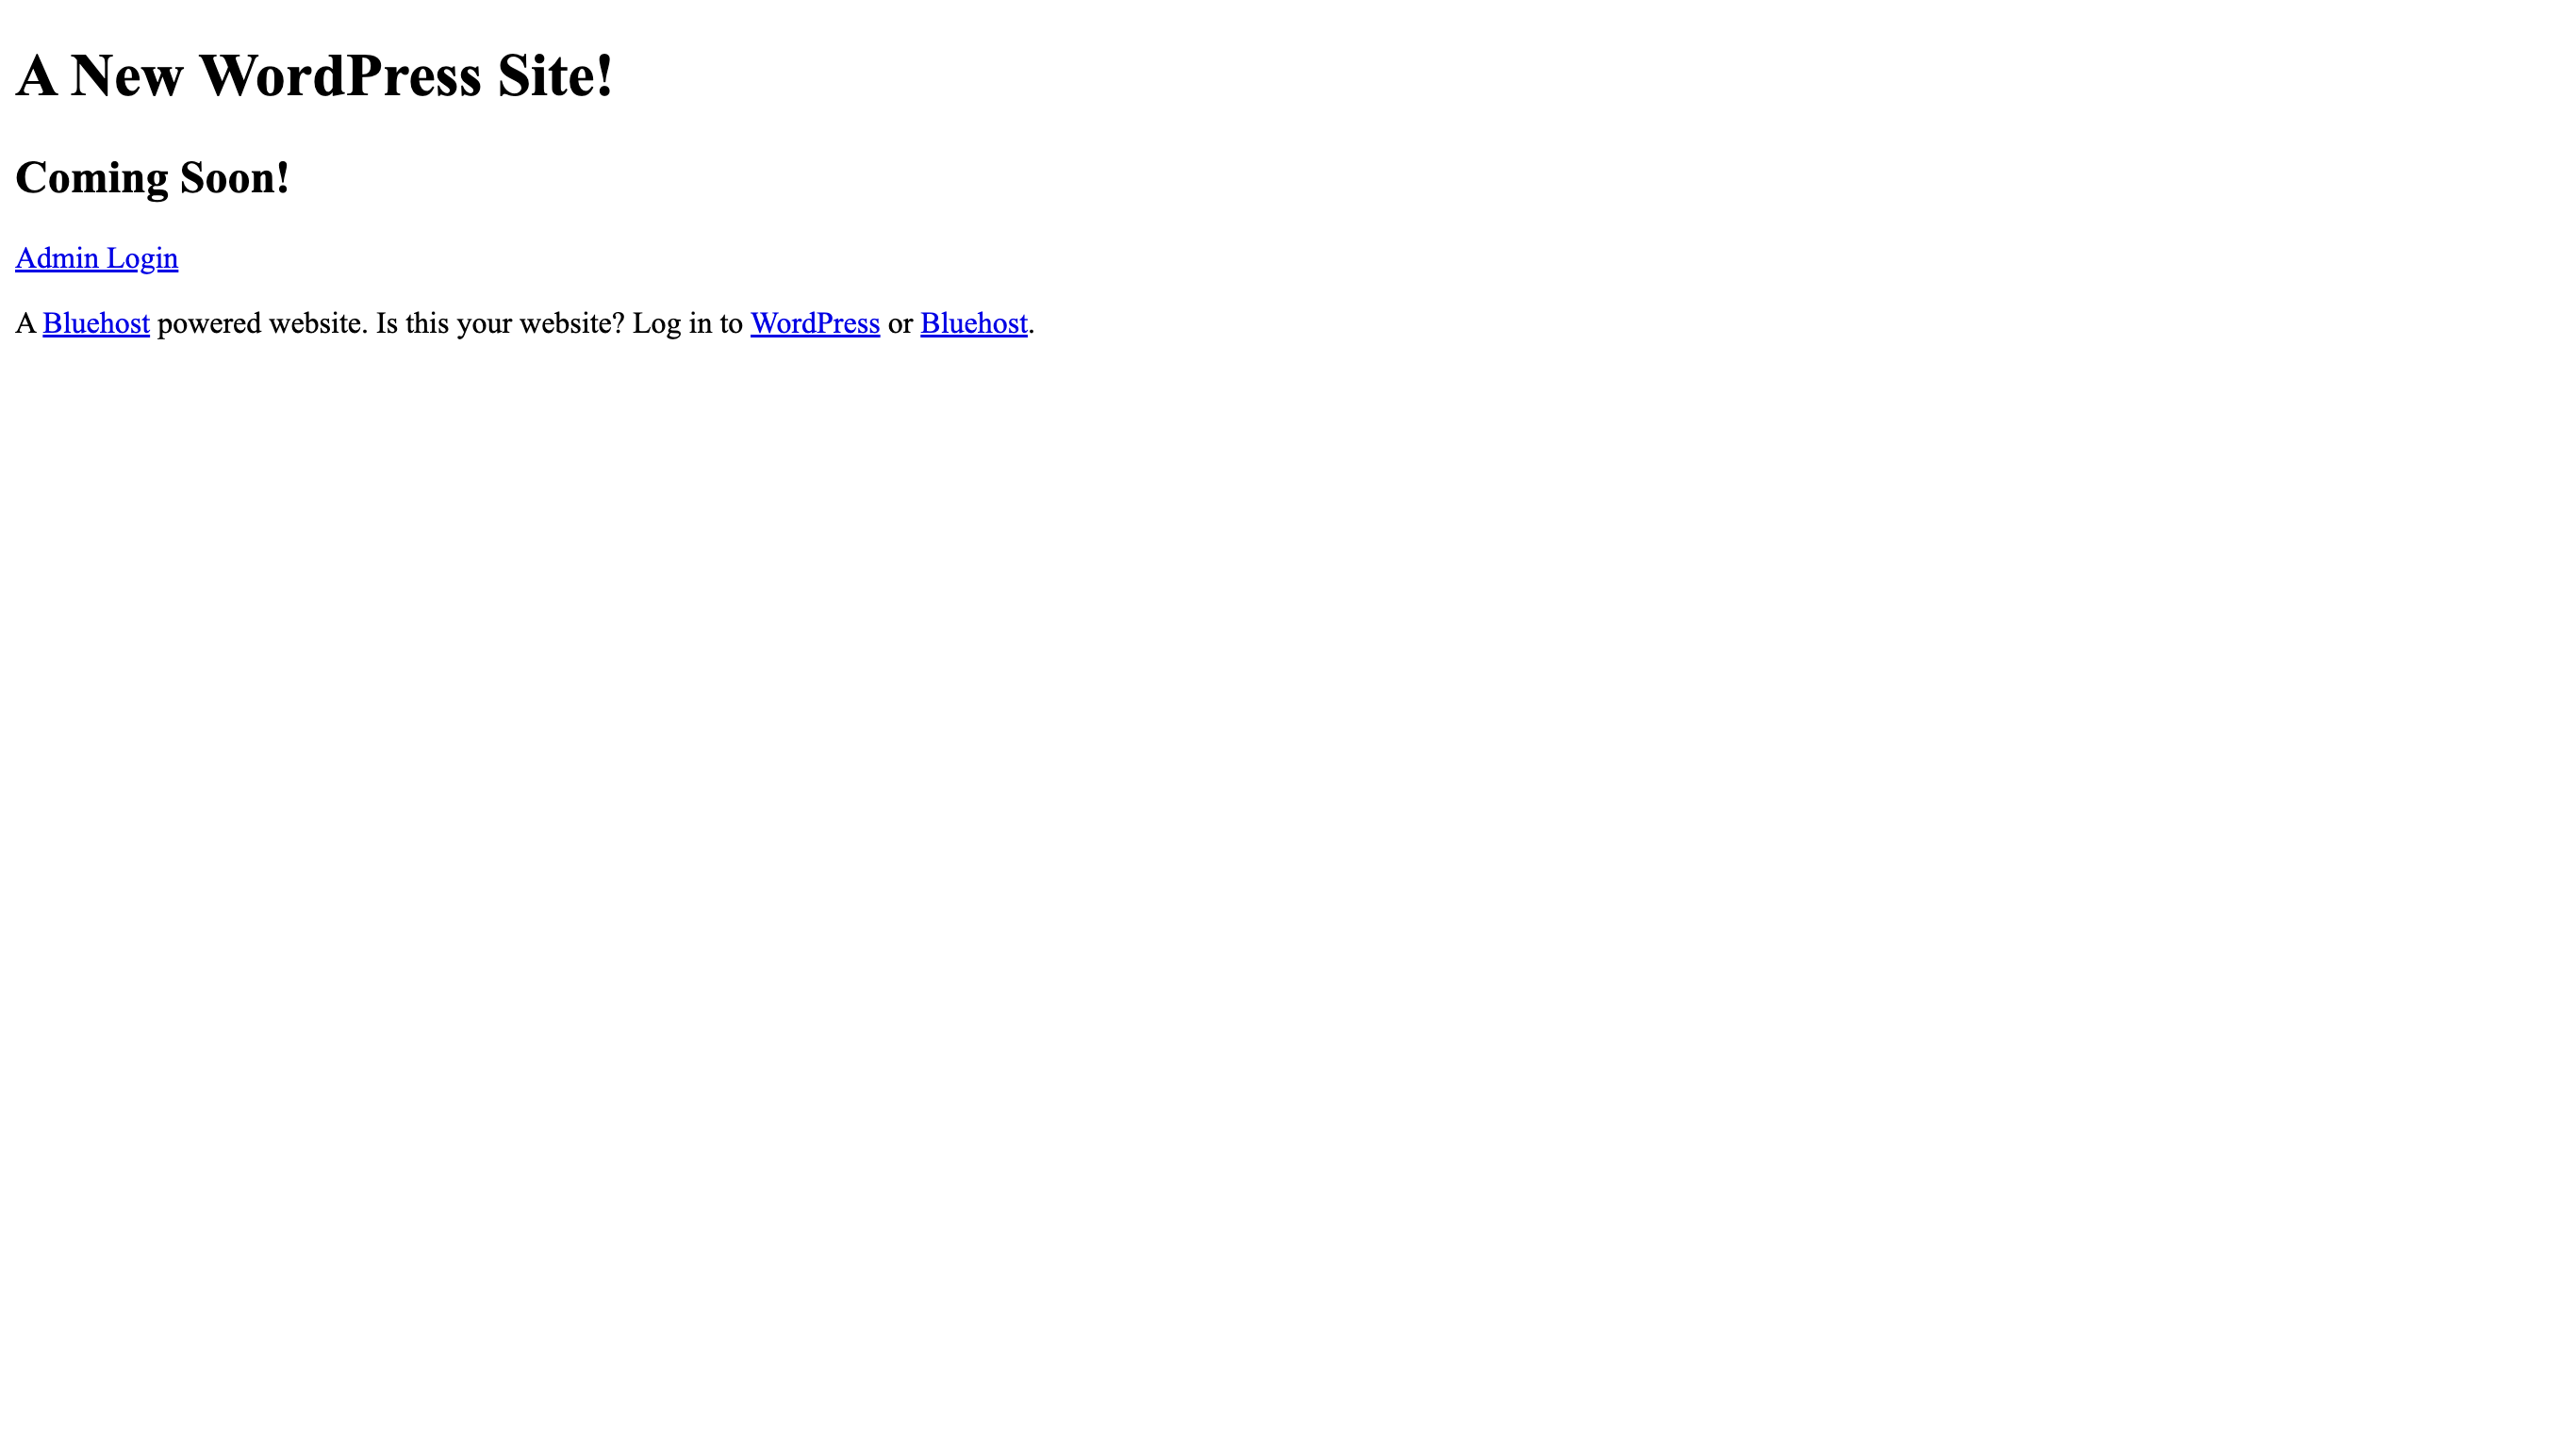 A New WordPress Site!
Coming Soon!
Admin Login
A Bluehost powered website. Is this your website? Log in to WordPress or Bluehost.